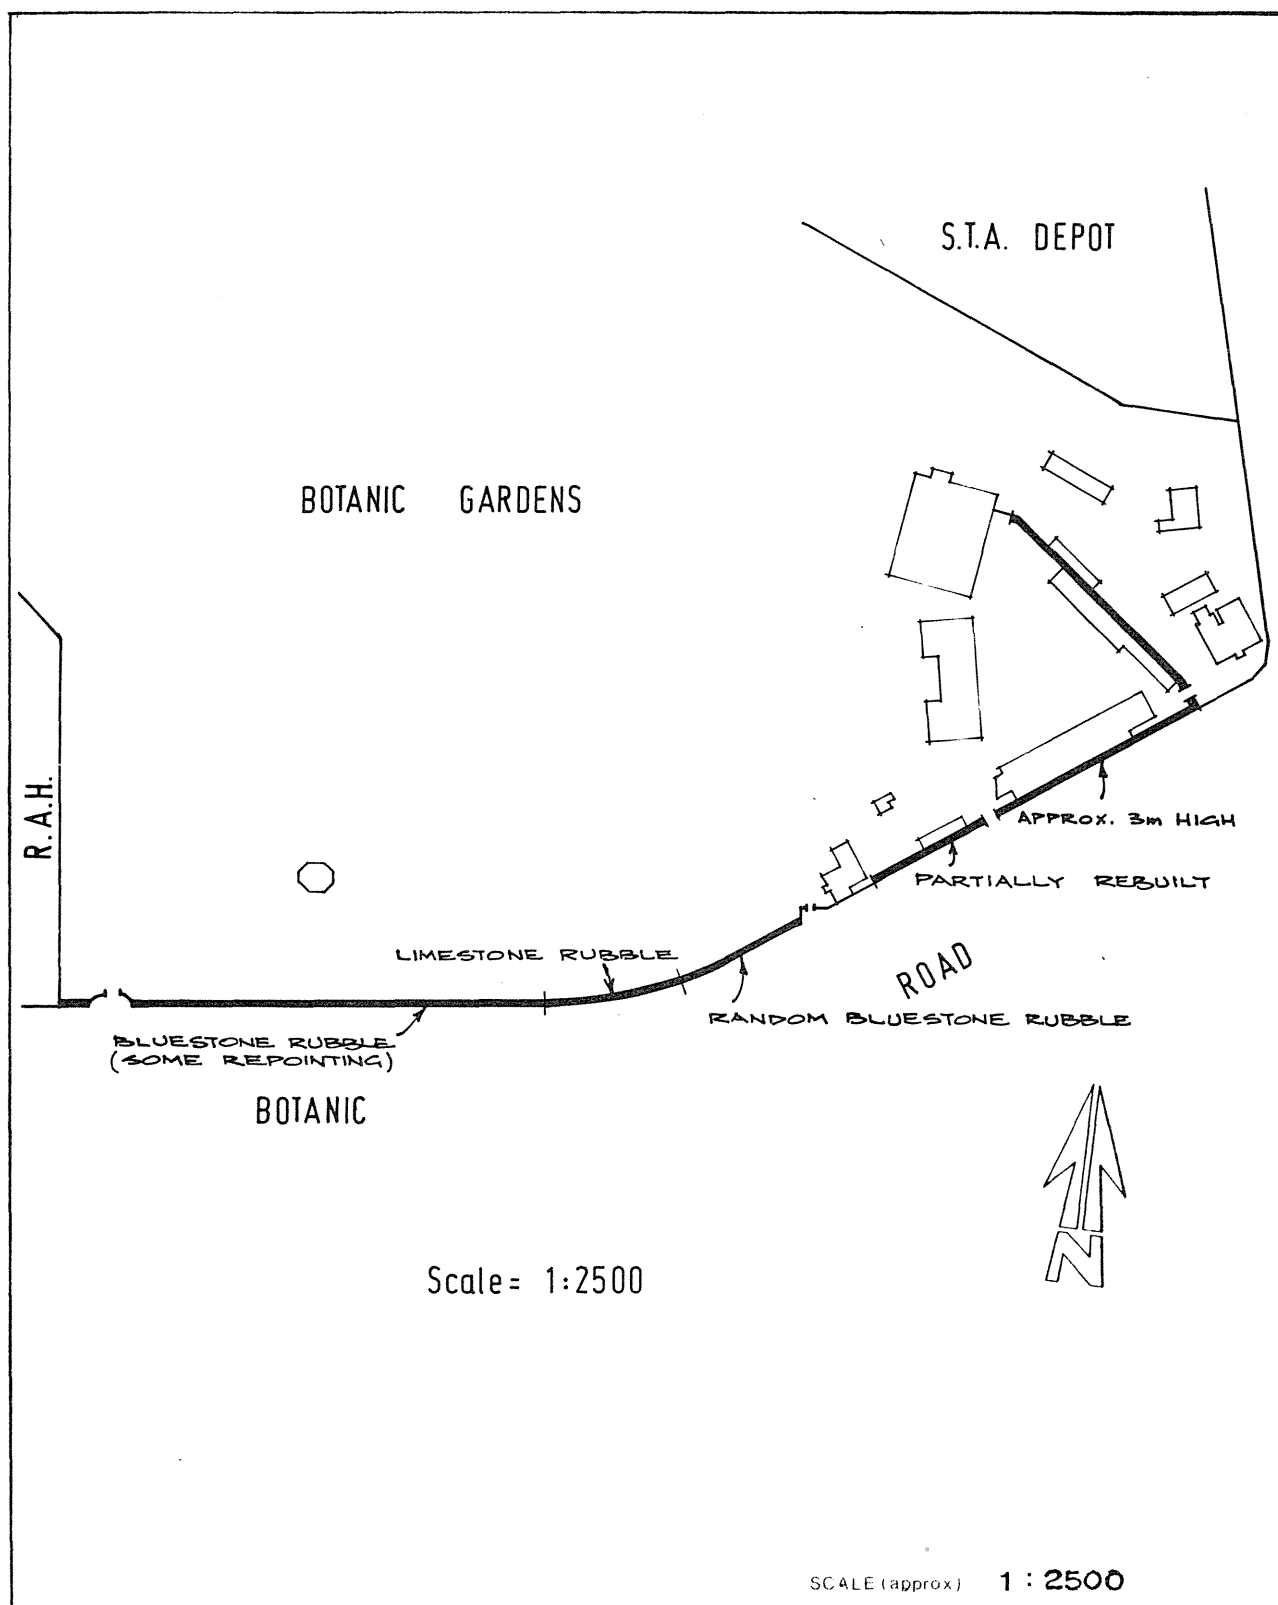 S.T.A. DEPOT
BOTANIC GARDENS
R.A.H.
APPROX. 3m HIGH
PARTIALLY REBUILT
LIMESTONE RUBBLE
ROAD
RANDOM BLUESTONE RUBBLE
BLUESTONE RUBBLE
(SOME REPOINTING)
BOTANIC
N
Scale= 1:2500
SCALE (approx) 1 : 2500